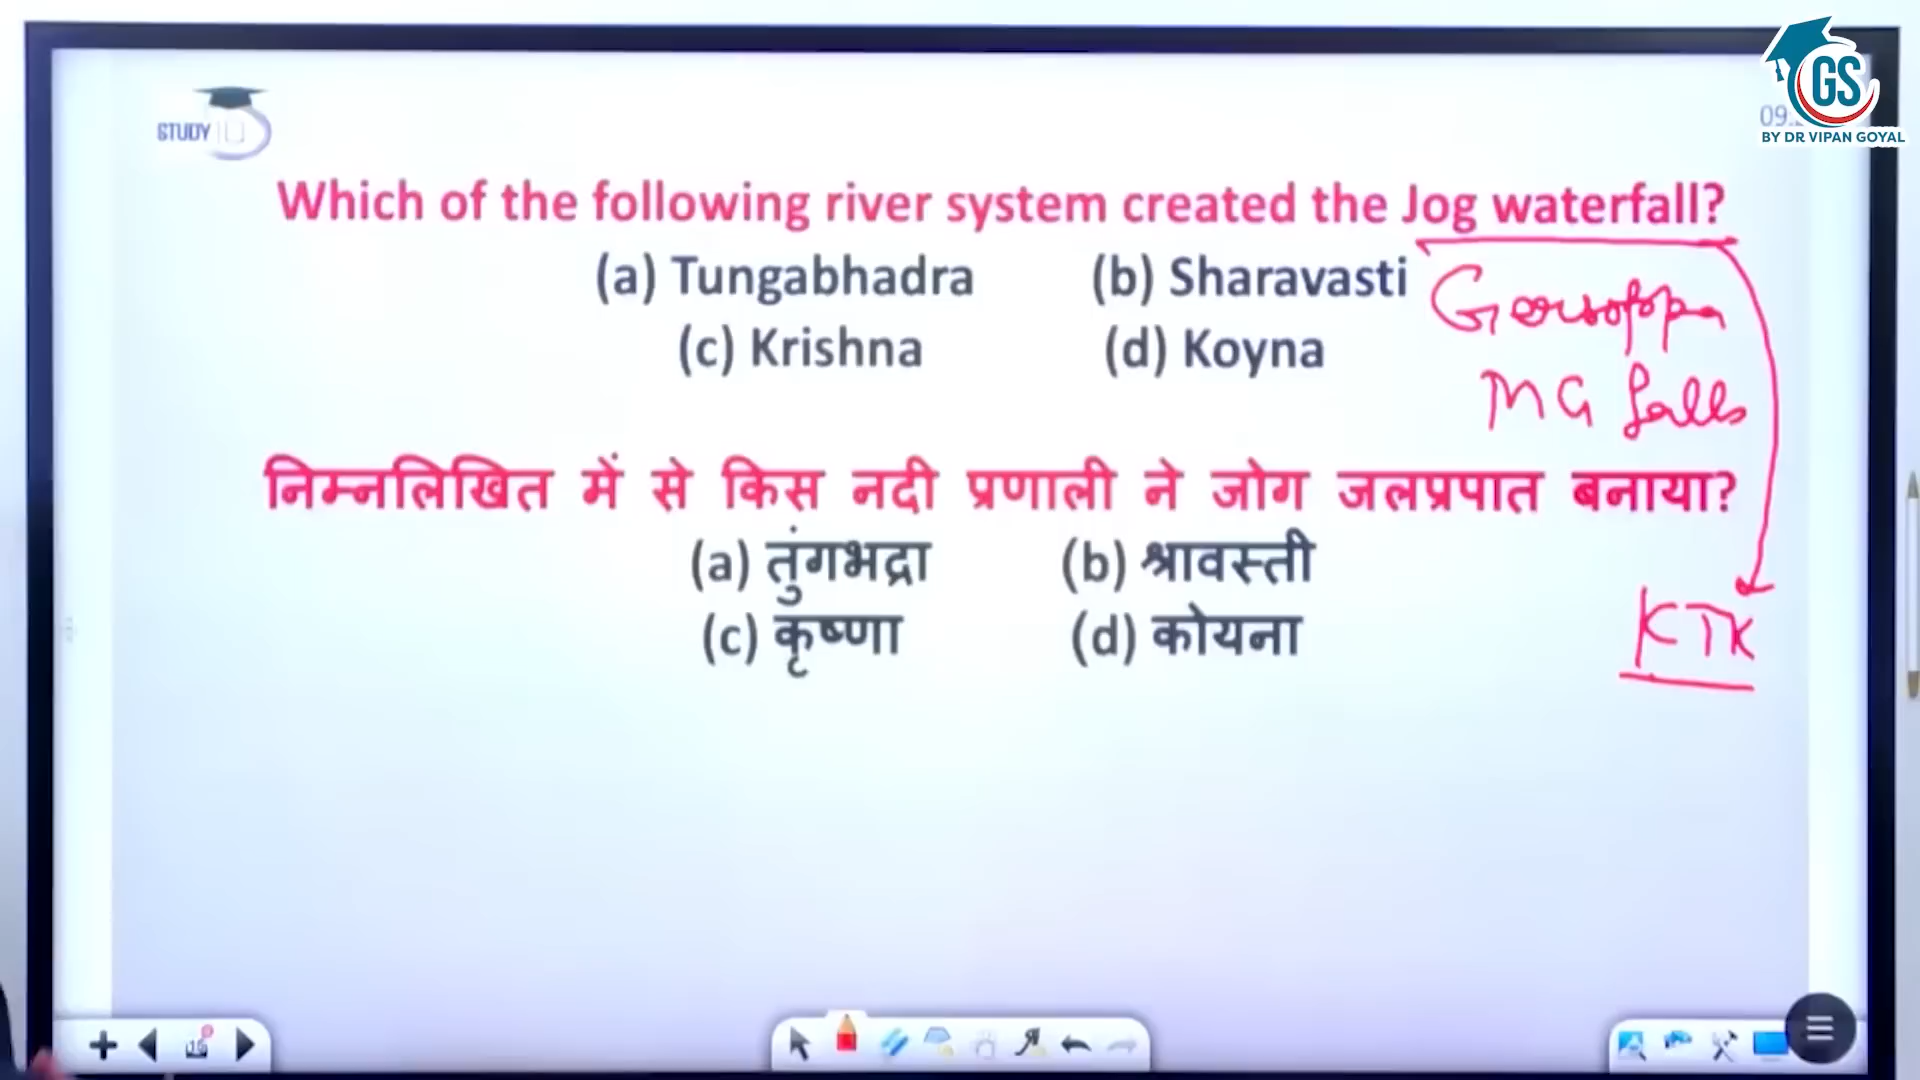 GS
BY DR VIPAN GOYAL
STUDY
09.
Which of the following river system created the Jog waterfall?
(a) Tungabhadra (b) Sharavasti
(c) Krishna (d) Koyna
MG falls
निम्नलिखित में से किस नदी प्रणाली ने जोग जलप्रपात बनाया?
(a) तुंगभद्रा (b) श्रावस्ती
(c) कृष्णा (d) कोयना
KTK